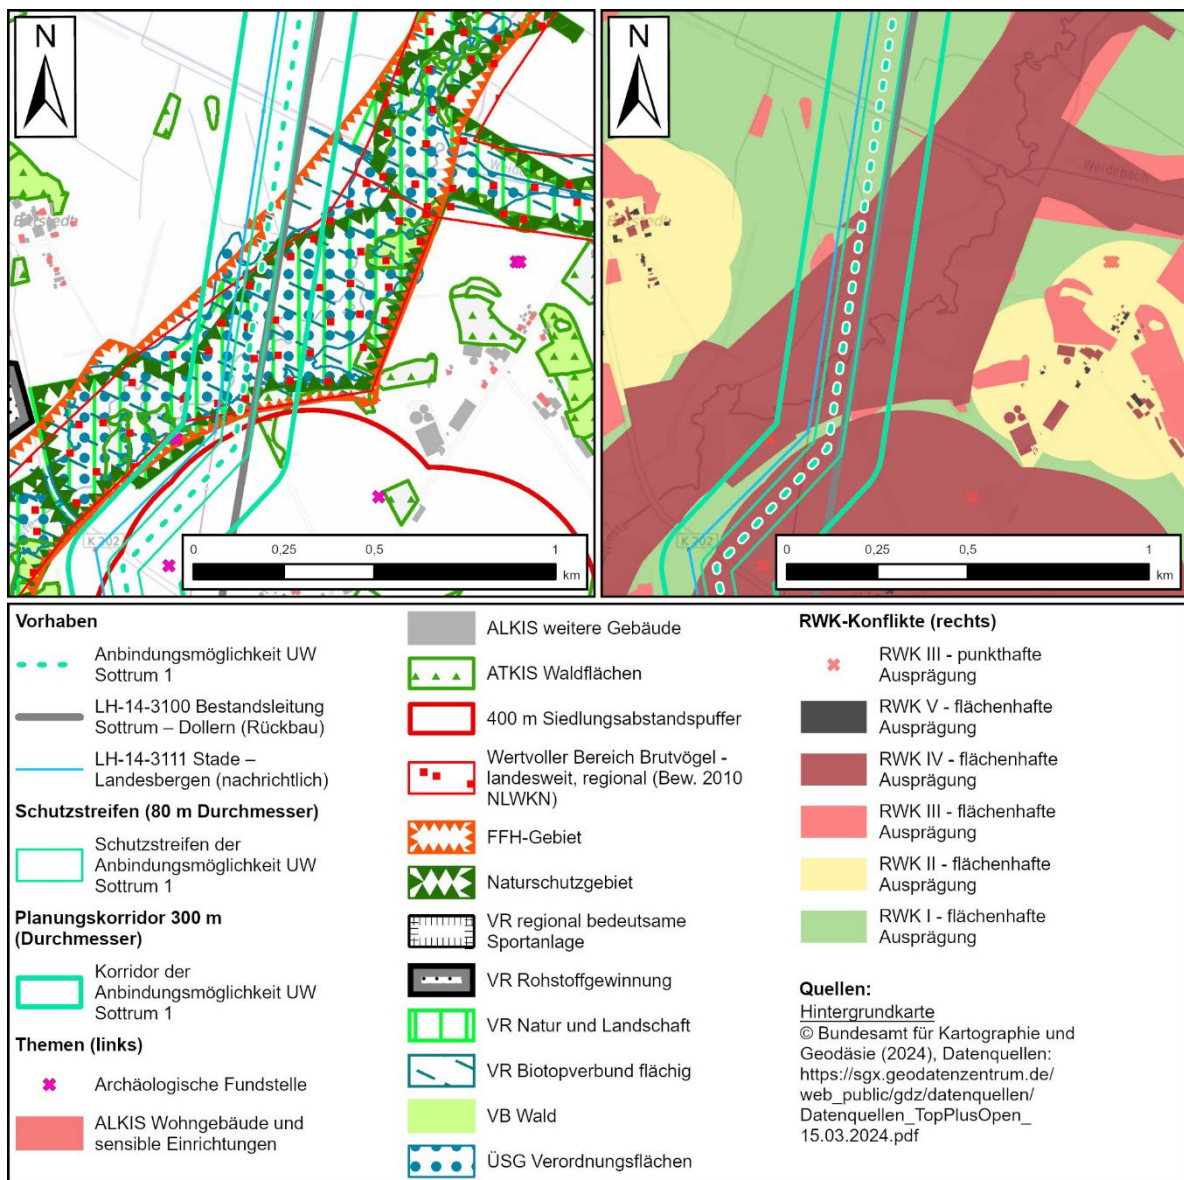 N
0
0,25
0,5
1
km
K 202
N
Weidebach
K 202
0
0,25
0,5
1
km
Vorhaben
Anbindungsmöglichkeit UW
Sottrum 1
LH-14-3100 Bestandsleitung
Sottrum – Dollern (Rückbau)
LH-14-3111 Stade –
Landesbergen (nachrichtlich)
Schutzstreifen (80 m Durchmesser)
Schutzstreifen der
Anbindungsmöglichkeit UW
Sottrum 1
Planungskorridor 300 m
(Durchmesser)
Korridor der
Anbindungsmöglichkeit UW
Sottrum 1
Themen (links)
Archäologische Fundstelle
ALKIS Wohngebäude und
sensible Einrichtungen
ALKIS weitere Gebäude
ATKIS Waldflächen
400 m Siedlungsabstandspuffer
Wertvoller Bereich Brutvögel -
landesweit, regional (Bew. 2010
NLWKN)
FFH-Gebiet
Naturschutzgebiet
VR regional bedeutsame
Sportanlage
VR Rohstoffgewinnung
VR Natur und Landschaft
VR Biotopverbund flächig
VB Wald
ÜSG Verordnungsflächen
RWK-Konflikte (rechts)
RWK III - punkthafte
Ausprägung
RWK V - flächenhafte
Ausprägung
RWK IV - flächenhafte
Ausprägung
RWK III - flächenhafte
Ausprägung
RWK II - flächenhafte
Ausprägung
RWK I - flächenhafte
Ausprägung
Quellen:
Hintergrundkarte
© Bundesamt für Kartographie und
Geodäsie (2024), Datenquellen:
https://sgx.geodatenzentrum.de/
web_public/gdz/datenquellen/
Datenquellen_TopPlusOpen_
15.03.2024.pdf